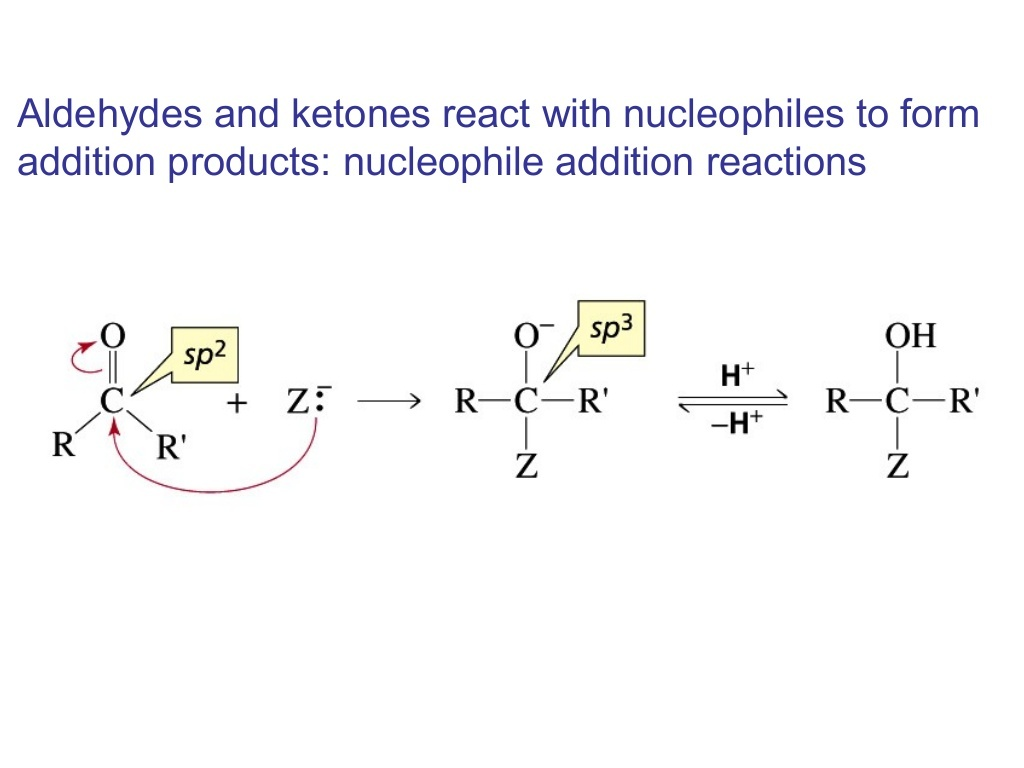 Aldehydes and ketones react with nucleophiles to form
addition products: nucleophile addition reactions
O
sp²
C
R
R'
+
Z:⁻
O⁻
sp³
R—C—R'
Z
H⁺
–H⁺
OH
R—C—R'
Z